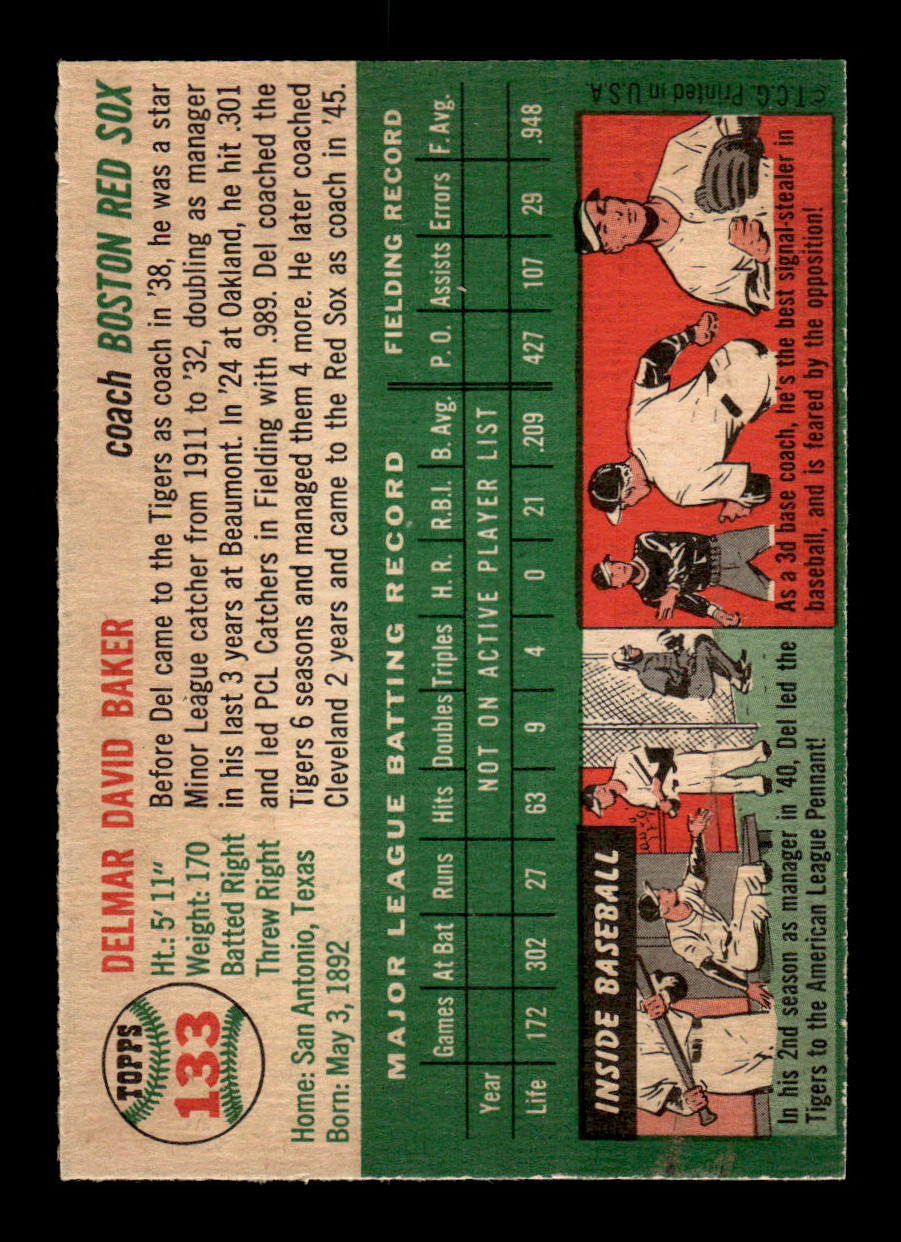 TOPPS
133
DELMAR DAVID BAKER
coach BOSTON RED SOX
Ht.: 5' 11"
Weight: 170
Batted Right
Threw Right
Home: San Antonio, Texas
Born: May 3, 1892
Before Del came to the Tigers as coach in '38, he was a star
Minor League catcher from 1911 to '32, doubling as manager
in his last 3 years at Beaumont. In '24 at Oakland, he hit .301
and led PCL Catchers in Fielding with .989. Del coached the
Tigers 6 seasons and managed them 4 more. He later coached
Cleveland 2 years and came to the Red Sox as coach in '45.
MAJOR LEAGUE BATTING RECORD FIELDING RECORD
Games At Bat Runs Hits Doubles Triples H. R. R.B.I. B. Avg. P. O. Assists Errors F. Avg.
Year NOT ON ACTIVE PLAYER LIST
Life 172 302 27 63 9 4 0 21 .209 427 107 29 .948
INSIDE BASEBALL
In his 2nd season as manager in '40, Del led the
Tigers to the American League Pennant!
As a 3d base coach, he's the best signal-stealer in
baseball, and is feared by the opposition!
© T.C.G. Printed in U.S.A.